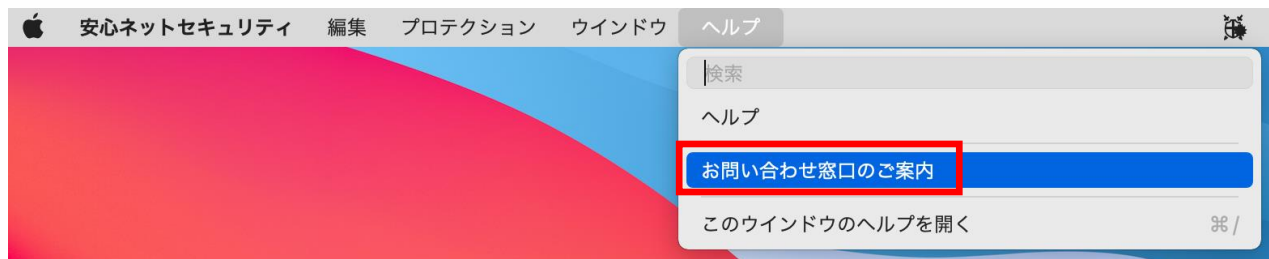 安心ネットセキュリティ 編集 プロテクション ウインドウ ヘルプ
検索
ヘルプ
お問い合わせ窓口のご案内
このウインドウのヘルプを開く ⌘ /